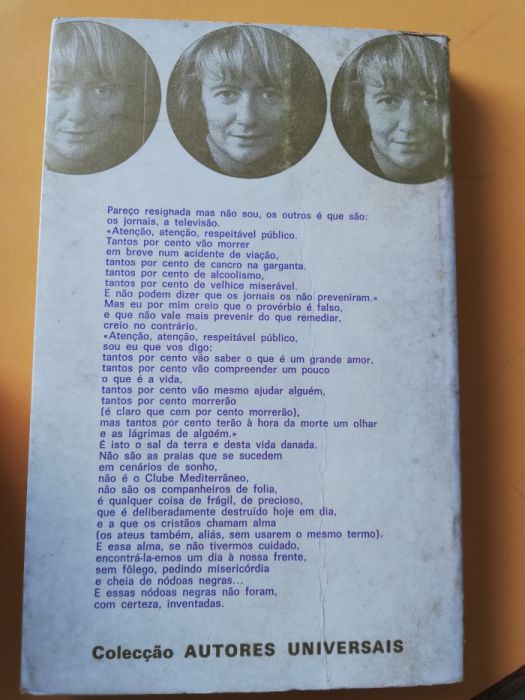 Pareço resignada mas não sou, os outros é que são:
os jornais, a televisão.
«Atenção, atenção, respeitável público.
Tantos por cento vão morrer
em breve num acidente de viação,
tantos por cento de cancro na garganta,
tantos por cento de alcoolismo,
tantos por cento de velhice miserável.
E não podem dizer que os jornais os não preveniram.»
Mas eu por mim creio que o provérbio é falso,
e que não vale mais prevenir do que remediar,
creio no contrário.
«Atenção, atenção, respeitável público,
sou eu que vos digo:
tantos por cento vão saber o que é um grande amor,
tantos por cento vão compreender um pouco
o que é a vida,
tantos por cento vão mesmo ajudar alguém,
tantos por cento morrerão
(é claro que cem por cento morrerão),
mas tantos por cento terão à hora da morte um olhar
e as lágrimas de alguém.»
É isto o sal da terra e desta vida danada.
Não são as praias que se sucedem
em cenários de sonho,
não é o Clube Mediterrâneo,
não são os companheiros de folia,
é qualquer coisa de frágil, de precioso,
que é deliberadamente destruído hoje em dia,
e a que os cristãos chamam alma
(os ateus também, aliás, sem usarem o mesmo termo).
E essa alma, se não tivermos cuidado,
encontrá-la-emos um dia à nossa frente,
sem fôlego, pedindo misericórdia
e cheia de nódoas negras...
E essas nódoas negras não foram,
com certeza, inventadas.
Colecção AUTORES UNIVERSAIS